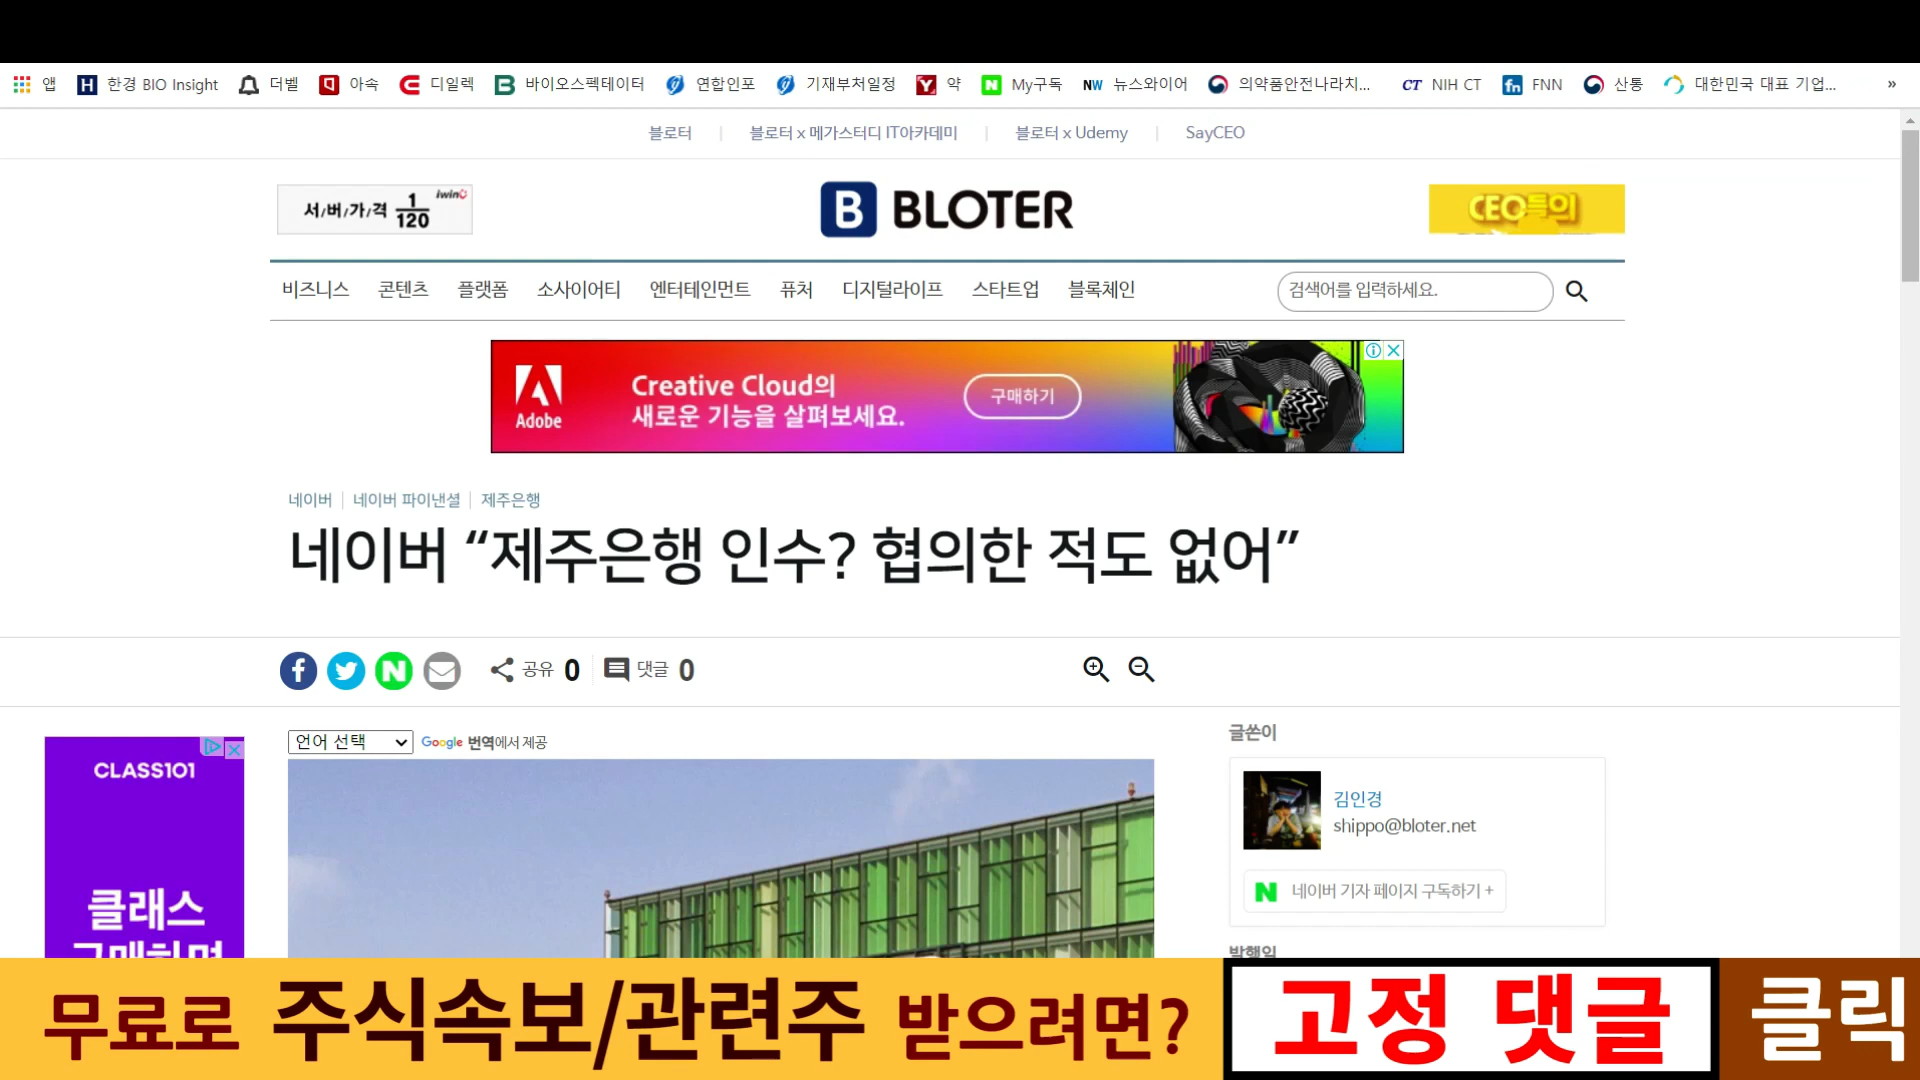 앱 한경 BIO Insight 더벨 아속 디일렉 바이오스펙테이터 연합인포 기재부처일정 약 My구독 NW 뉴스와이어 의약품안전나라치... CT NIH CT fn FNN 산통 대한민국 대표 기업... »
블로터 | 블로터 x 메가스터디 IT아카데미 | 블로터 x Udemy | SayCEO
서/버/가/격 1/120 iwinv
B BLOTER
CEO들의
비즈니스 콘텐츠 플랫폼 소사이어티 엔터테인먼트 퓨처 디지털라이프 스타트업 블록체인
검색어를 입력하세요.
Adobe
Creative Cloud의
새로운 기능을 살펴보세요.
구매하기
네이버 | 네이버 파이낸셜 | 제주은행
네이버 “제주은행 인수? 협의한 적도 없어”
공유 0 댓글 0
언어 선택 Google 번역에서 제공
글쓴이
김인경
shippo@bloter.net
네이버 기자 페이지 구독하기 +
발행일
CLASS101
클래스
구매하면
무료로 주식속보/관련주 받으려면? 고정 댓글 클릭